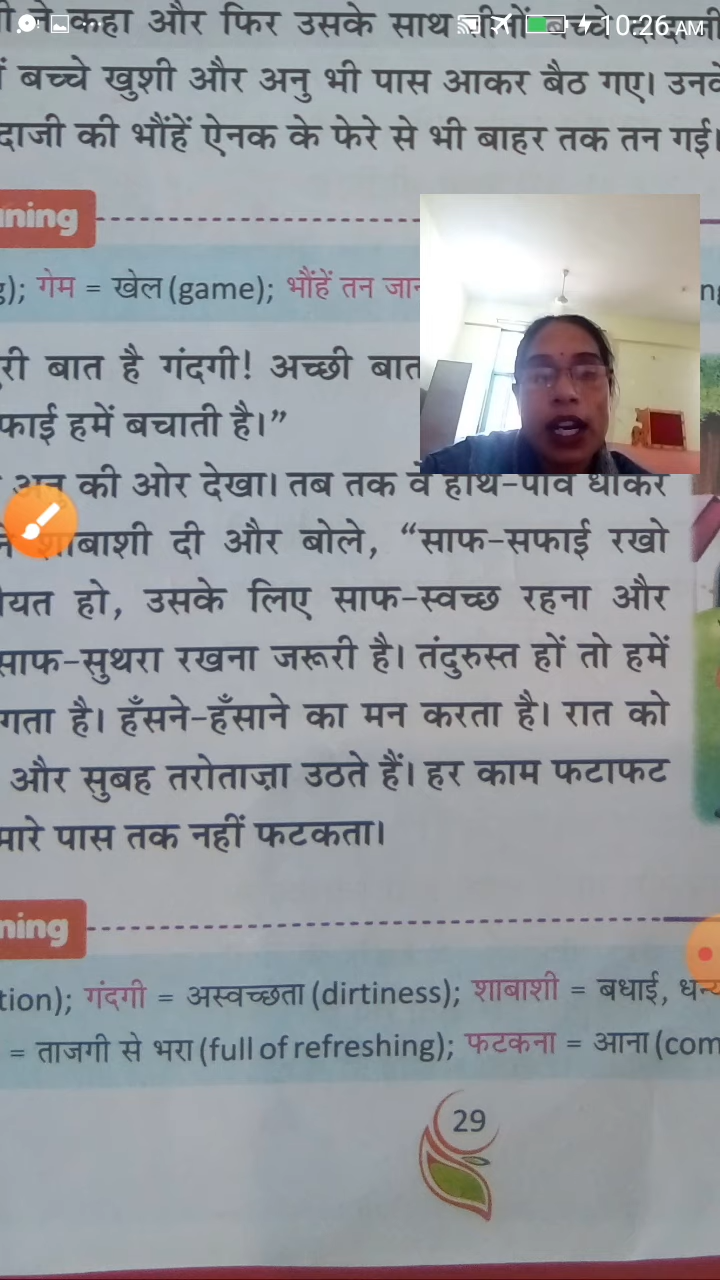 ने कहा और फिर उसके साथ तीनों बच्चे
10:26 AM
बच्चे खुशी और अनु भी पास आकर बैठ गए। उनके
दाजी की भौंहें ऐनक के फेरे से भी बाहर तक तन गई।
ning
); गेम = खेल (game); भौंहें तन जान
री बात है गंदगी! अच्छी बात
फाई हमें बचाती है।”
अनु की ओर देखा। तब तक वे हाथ-पाँव धोकर
शाबाशी दी और बोले, “साफ-सफाई रखो
यत हो, उसके लिए साफ-स्वच्छ रहना और
साफ-सुथरा रखना जरूरी है। तंदुरुस्त हों तो हमें
गता है। हँसने-हँसाने का मन करता है। रात को
और सुबह तरोताज़ा उठते हैं। हर काम फटाफट
मारे पास तक नहीं फटकता।
ning
tion); गंदगी = अस्वच्छता (dirtiness); शाबाशी = बधाई, धन्य
= ताजगी से भरा (full of refreshing); फटकना = आना (com
29